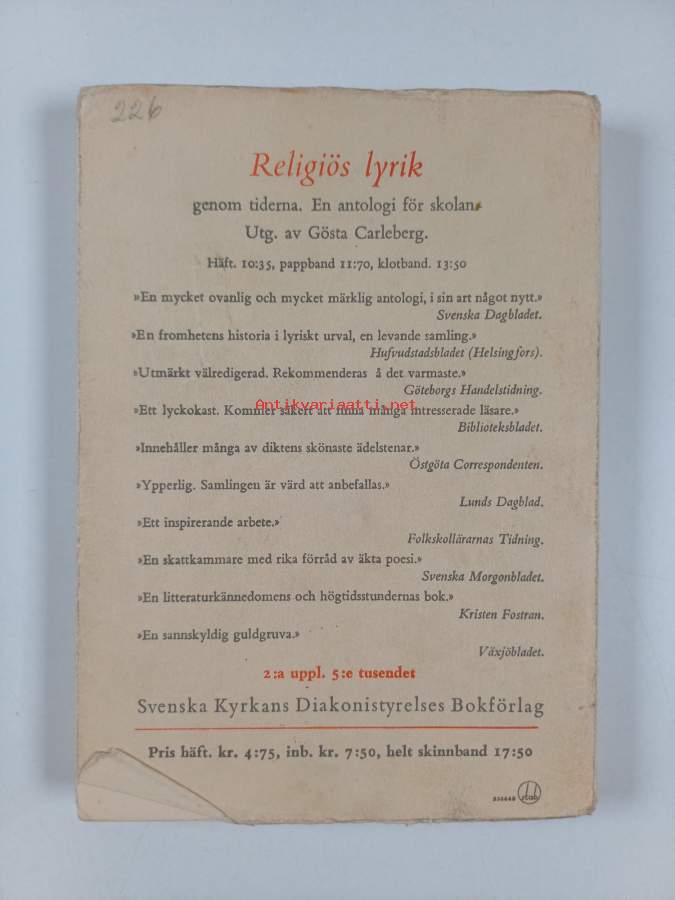 226
Religiös lyrik
genom tiderna. En antologi för skolan.
Utg. av Gösta Carleberg.
Häft. 10:35, pappband 11:70, klotband. 13:50
»En mycket ovanlig och mycket märklig antologi, i sin art något nytt.»
Svenska Dagbladet.
»En fromhetens historia i lyriskt urval, en levande samling.»
Hufvudstadsbladet (Helsingfors).
»Utmärkt välredigerad. Rekommenderas å det varmaste.»
Göteborgs Handelstidning.
»Ett lyckokast. Kommer säkert att finna många intresserade läsare.»
Antikvariaatti.net
Biblioteksbladet.
»Innehåller många av diktens skönaste ädelstenar.»
Östgöta Correspondenten.
»Ypperlig. Samlingen är värd att anbefallas.»
Lunds Dagblad.
»Ett inspirerande arbete.»
Folkskollärarnas Tidning.
»En skattkammare med rika förråd av äkta poesi.»
Svenska Morgonbladet.
»En litteraturkännedomens och högtidsstundernas bok.»
Kristen Fostran.
»En sannskyldig guldgruva.»
Växjöbladet.
2:a uppl. 5:e tusendet
Svenska Kyrkans Diakonistyrelses Bokförlag
Pris häft. kr. 4:75, inb. kr. 7:50, helt skinnband 17:50